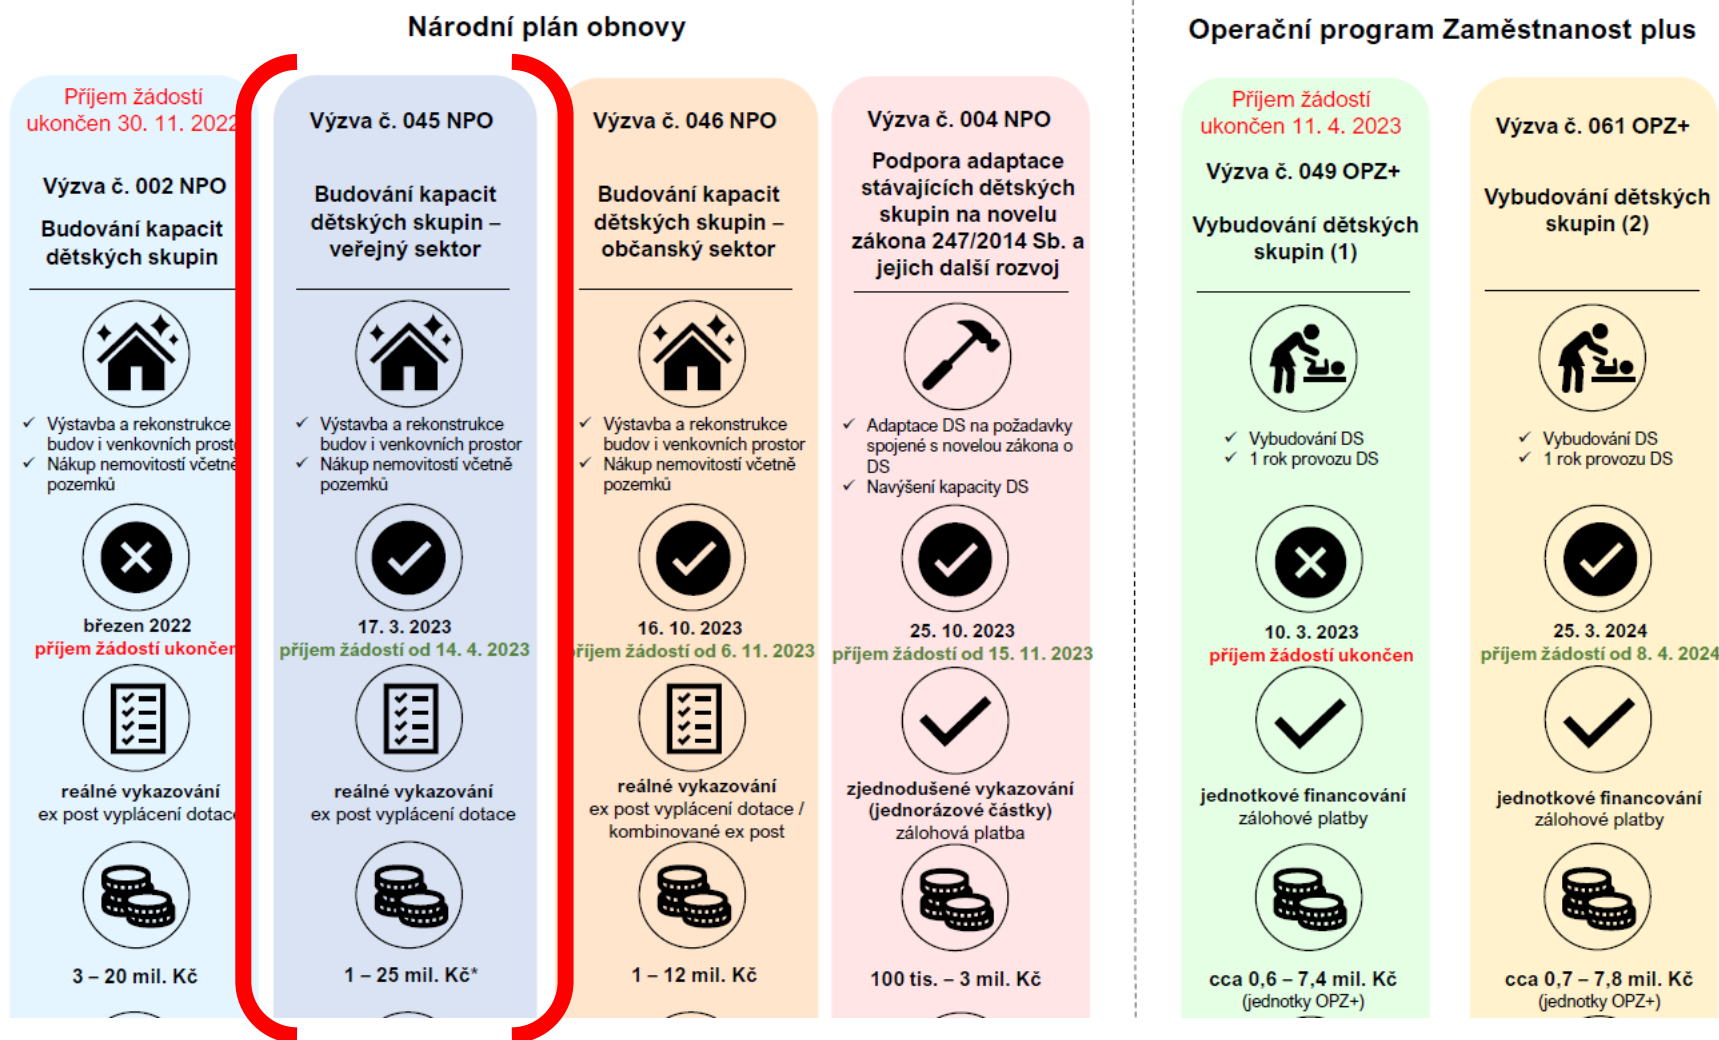 Národní plán obnovy
Operační program Zaměstnanost plus
Příjem žádostí
ukončen 30. 11. 2022
Výzva č. 002 NPO
Budování kapacit
dětských skupin
✓ Výstavba a rekonstrukce
budov i venkovních prostor
✓ Nákup nemovitostí včetně
pozemků
březen 2022
příjem žádostí ukončen
reálné vykazování
ex post vyplácení dotace
3 – 20 mil. Kč
Výzva č. 045 NPO
Budování kapacit
dětských skupin –
veřejný sektor
✓ Výstavba a rekonstrukce
budov i venkovních prostor
✓ Nákup nemovitostí včetně
pozemků
17. 3. 2023
příjem žádostí od 14. 4. 2023
reálné vykazování
ex post vyplácení dotace
1 – 25 mil. Kč*
Výzva č. 046 NPO
Budování kapacit
dětských skupin –
občanský sektor
✓ Výstavba a rekonstrukce
budov i venkovních prostor
✓ Nákup nemovitostí včetně
pozemků
16. 10. 2023
příjem žádostí od 6. 11. 2023
reálné vykazování
ex post vyplácení dotace /
kombinované ex post
1 – 12 mil. Kč
Výzva č. 004 NPO
Podpora adaptace
stávajících dětských
skupin na novelu
zákona 247/2014 Sb. a
jejich další rozvoj
✓ Adaptace DS na požadavky
spojené s novelou zákona o
DS
✓ Navýšení kapacity DS
25. 10. 2023
příjem žádostí od 15. 11. 2023
zjednodušené vykazování
(jednorázové částky)
zálohová platba
100 tis. – 3 mil. Kč
Příjem žádostí
ukončen 11. 4. 2023
Výzva č. 049 OPZ+
Vybudování dětských
skupin (1)
✓ Vybudování DS
✓ 1 rok provozu DS
10. 3. 2023
příjem žádostí ukončen
jednotkové financování
zálohové platby
cca 0,6 – 7,4 mil. Kč
(jednotky OPZ+)
Výzva č. 061 OPZ+
Vybudování dětských
skupin (2)
✓ Vybudování DS
✓ 1 rok provozu DS
25. 3. 2024
příjem žádostí od 8. 4. 2024
jednotkové financování
zálohové platby
cca 0,7 – 7,8 mil. Kč
(jednotky OPZ+)